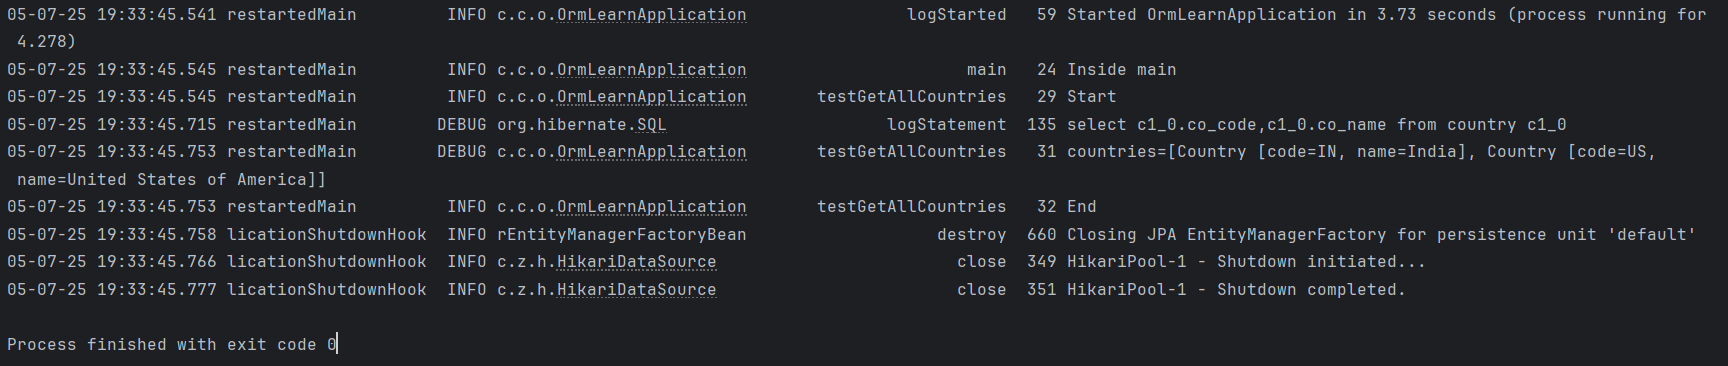 05-07-25 19:33:45.541 restartedMain         INFO c.c.o.OrmLearnApplication                logStarted   59 Started OrmLearnApplication in 3.73 seconds (process running for
 4.278)
05-07-25 19:33:45.545 restartedMain         INFO c.c.o.OrmLearnApplication                      main   24 Inside main
05-07-25 19:33:45.545 restartedMain         INFO c.c.o.OrmLearnApplication       testGetAllCountries   29 Start
05-07-25 19:33:45.715 restartedMain        DEBUG org.hibernate.SQL                      logStatement  135 select c1_0.co_code,c1_0.co_name from country c1_0
05-07-25 19:33:45.753 restartedMain        DEBUG c.c.o.OrmLearnApplication       testGetAllCountries   31 countries=[Country [code=IN, name=India], Country [code=US,
 name=United States of America]]
05-07-25 19:33:45.753 restartedMain         INFO c.c.o.OrmLearnApplication       testGetAllCountries   32 End
05-07-25 19:33:45.758 licationShutdownHook  INFO rEntityManagerFactoryBean                   destroy  660 Closing JPA EntityManagerFactory for persistence unit 'default'
05-07-25 19:33:45.766 licationShutdownHook  INFO c.z.h.HikariDataSource                        close  349 HikariPool-1 - Shutdown initiated...
05-07-25 19:33:45.777 licationShutdownHook  INFO c.z.h.HikariDataSource                        close  351 HikariPool-1 - Shutdown completed.
Process finished with exit code 0